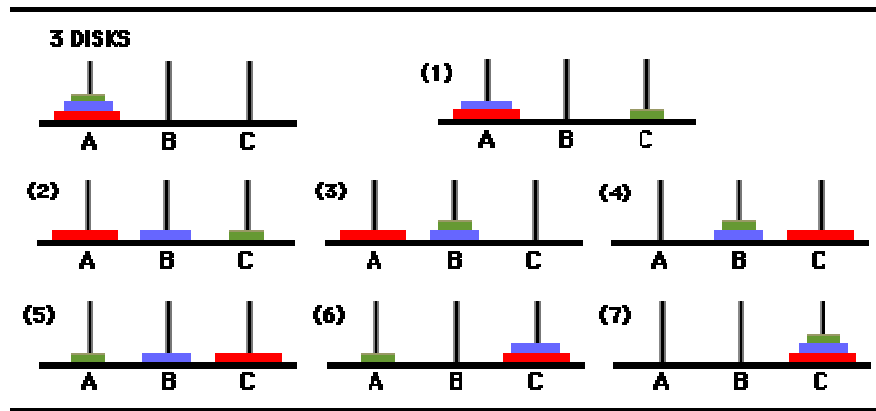 3 DISKS
A B C
(1)
A B C
(2)
A B C
(3)
A B C
(4)
A B C
(5)
A B C
(6)
A B C
(7)
A B C